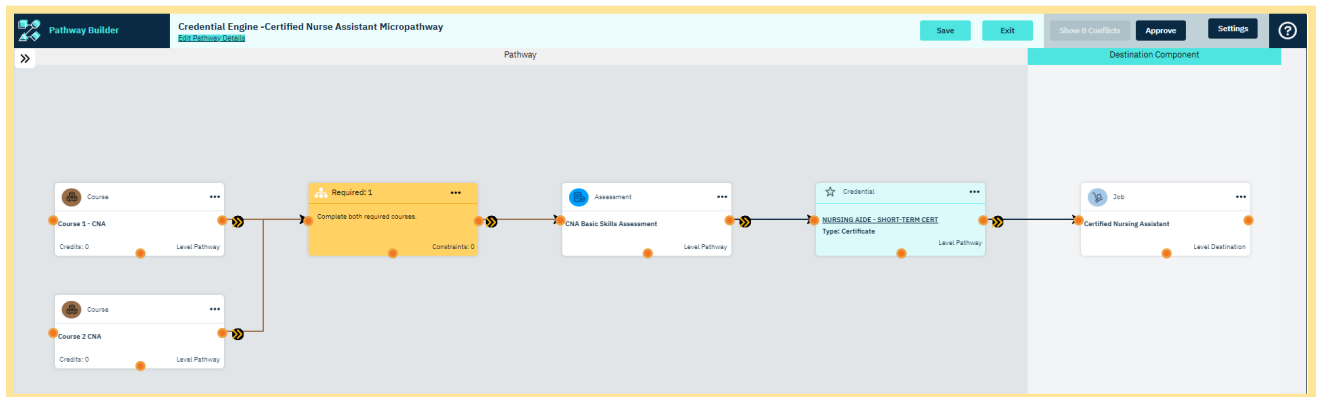 Pathway Builder
Credential Engine -Certified Nurse Assistant Micropathway
Edit Pathway Details
Save
Exit
Show 0 Conflicts
Approve
Settings
?
Pathway
Destination Component
Course
Course 1 - CNA
Credits: 0
Level Pathway
Required: 1
Complete both required courses.
Constraints: 0
Assessment
CNA Basic Skills Assessment
Level Pathway
Credential
NURSING AIDE - SHORT-TERM CERT
Type: Certificate
Level Pathway
Job
Certified Nursing Assistant
Level Destination
Course
Course 2 CNA
Credits: 0
Level Pathway